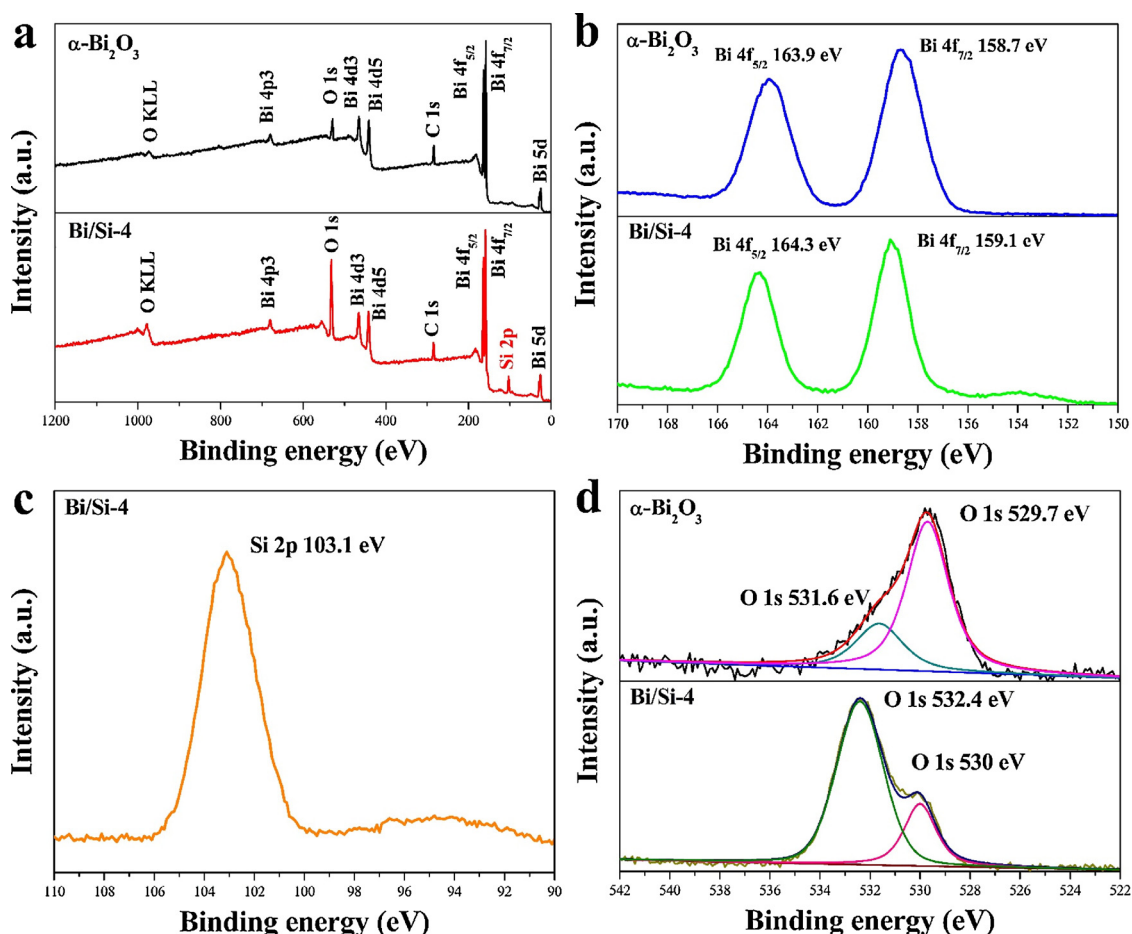 a
α-Bi₂O₃
O KLL
Bi 4p3
O 1s
Bi 4d3
Bi 4d5
C 1s
Bi 4f₅/₂
Bi 4f₇/₂
Bi 5d
Bi/Si-4
O KLL
Bi 4p3
O 1s
Bi 4d3
Bi 4d5
C 1s
Bi 4f₅/₂
Bi 4f₇/₂
Si 2p
Bi 5d
Intensity (a.u.)
Intensity (a.u.)
1200 1000 800 600 400 200 0
Binding energy (eV)
b
α-Bi₂O₃
Bi 4f₅/₂ 163.9 eV
Bi 4f₇/₂ 158.7 eV
Bi/Si-4
Bi 4f₅/₂ 164.3 eV
Bi 4f₇/₂ 159.1 eV
Intensity (a.u.)
Intensity (a.u.)
170 168 166 164 162 160 158 156 154 152 150
Binding energy (eV)
c
Bi/Si-4
Si 2p 103.1 eV
Intensity (a.u.)
110 108 106 104 102 100 98 96 94 92 90
Binding energy (eV)
d
α-Bi₂O₃
O 1s 529.7 eV
O 1s 531.6 eV
Bi/Si-4
O 1s 532.4 eV
O 1s 530 eV
Intensity (a.u.)
Intensity (a.u.)
542 540 538 536 534 532 530 528 526 524 522
Binding energy (eV)